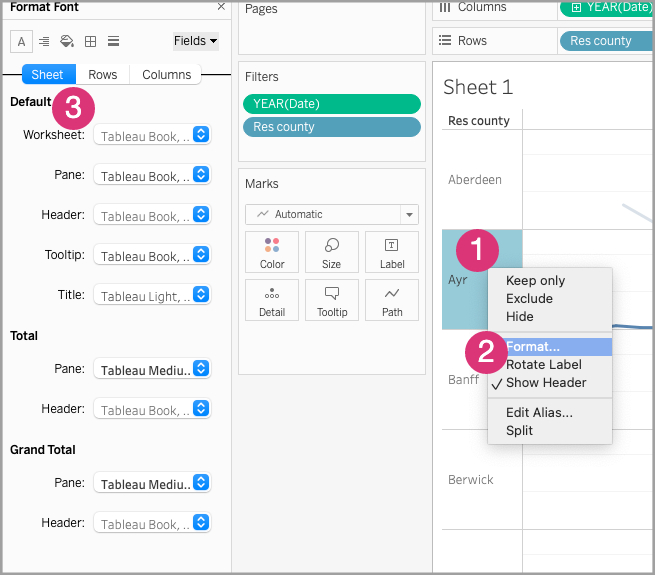 Format Font
×
A
Fields
Sheet
Rows
Columns
3
Default
Worksheet:
Tableau Book, ..
Pane:
Tableau Book, ..
Header:
Tableau Book, ..
Tooltip:
Tableau Book, ..
Title:
Tableau Light, ..
Total
Pane:
Tableau Mediu..
Header:
Tableau Book, ..
Grand Total
Pane:
Tableau Mediu..
Header:
Tableau Book, ..
Pages
Filters
YEAR(Date)
Res county
Marks
Automatic
Color
Size
T
Label
Detail
Tooltip
Path
Columns
YEAR(Date)
Rows
Res county
Sheet 1
Res county
Aberdeen
1
Ayr
Banff
Berwick
Keep only
Exclude
Hide
2
Format...
Rotate Label
✓ Show Header
Edit Alias...
Split